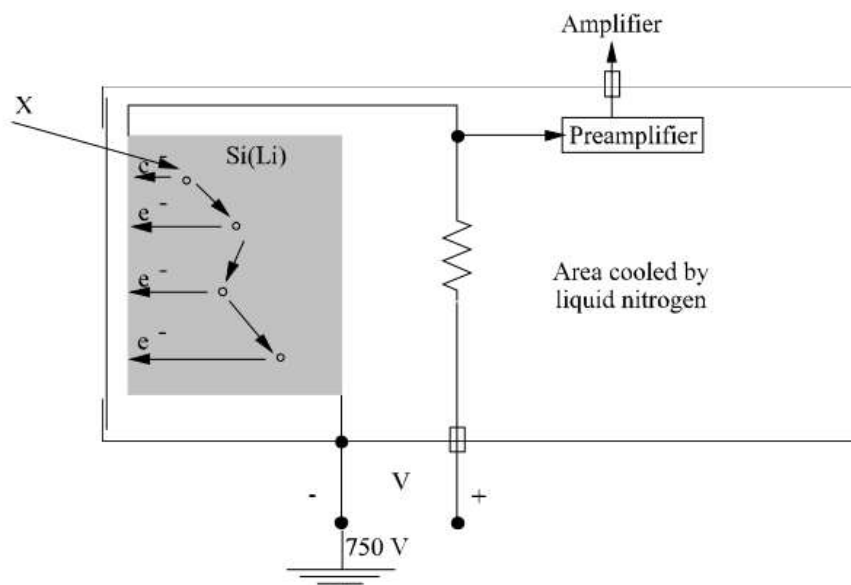 Amplifier
X
Preamplifier
Si(Li)
e -
e -
e -
e -
Area cooled by
liquid nitrogen
- V +
750 V